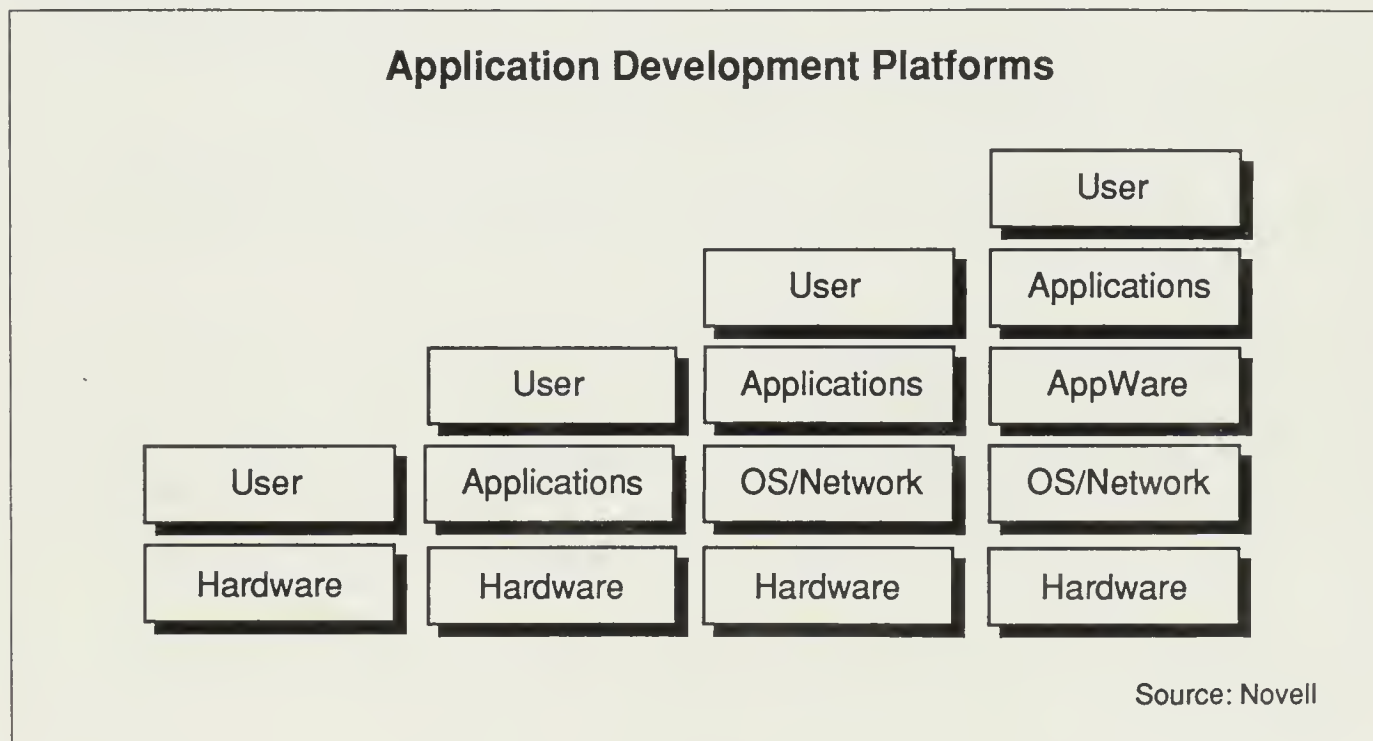 Application Development Platforms
User
User Applications
User Applications AppWare
User Applications OS/Network OS/Network
Hardware Hardware Hardware Hardware
Source: Novell